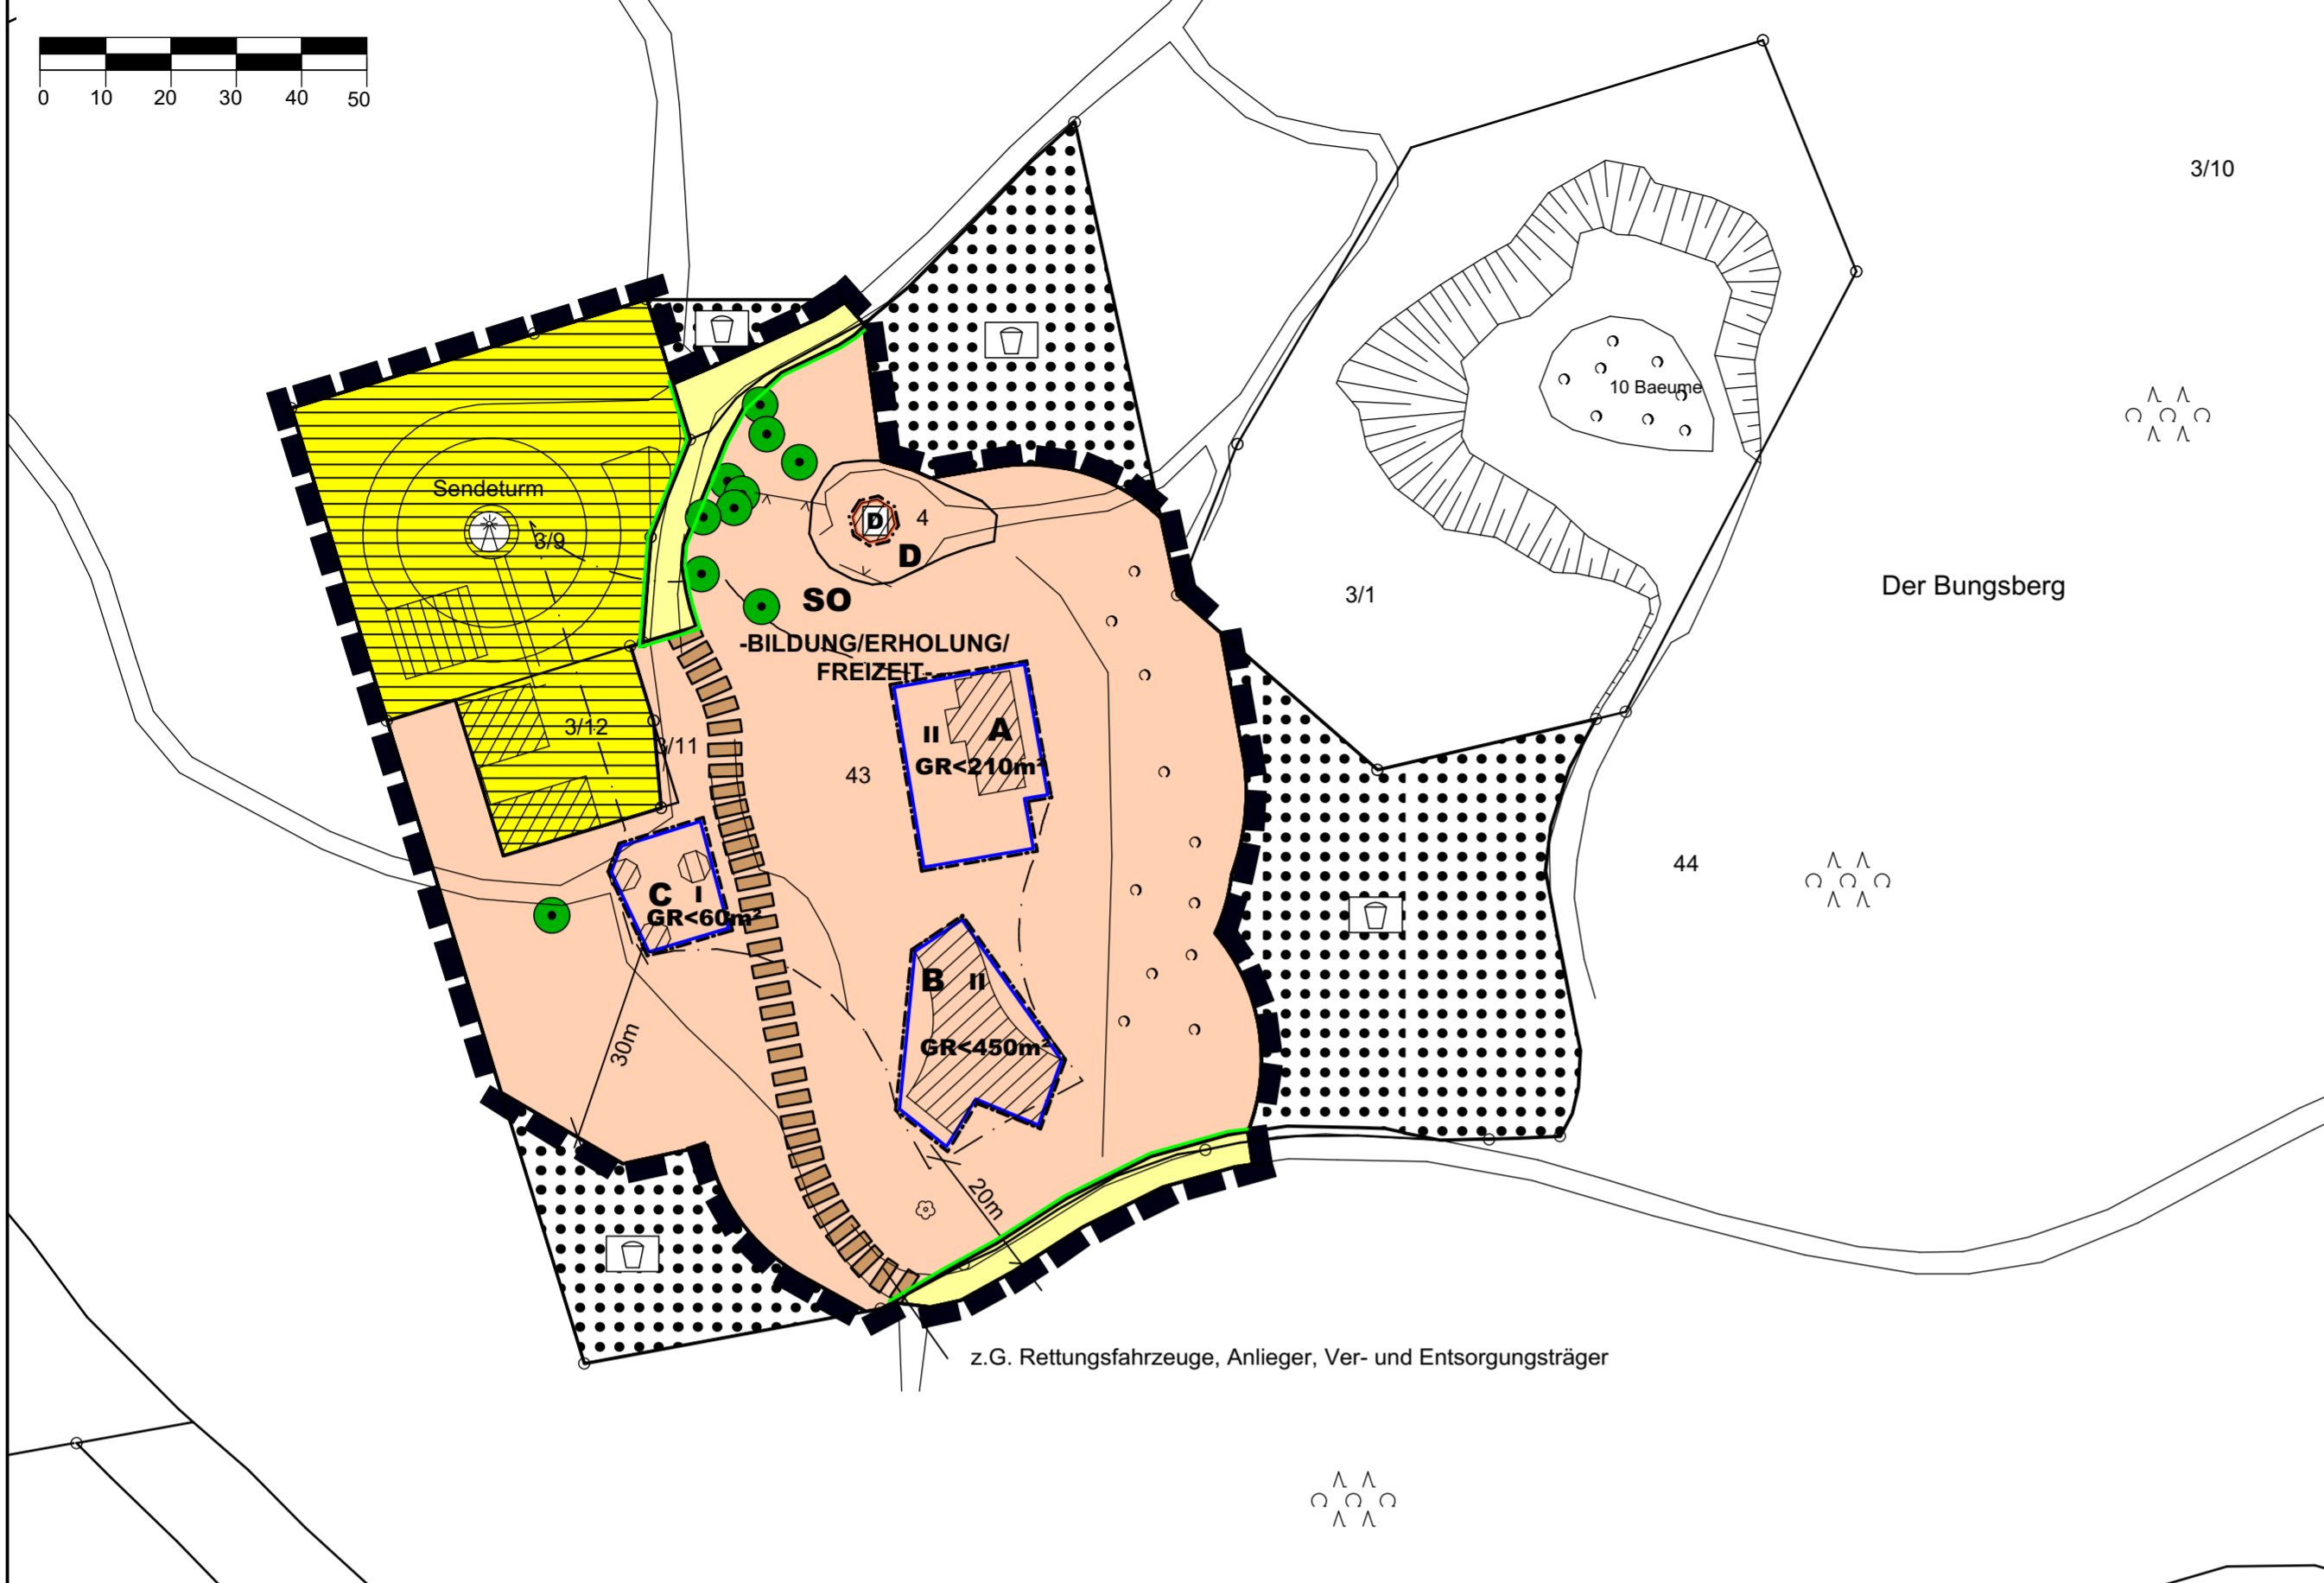 0 10 20 30 40 50
3/10
10 Baeume
Sendeturm
D
4
3/9
D
Der Bungsberg
3/1
SO
-BILDUNG/ERHOLUNG/
FREIZEIT-
3/12
II
A
3/11
GR<210m²
43
44
C I
GR<60m²
B II
30m
GR<450m²
20m
z.G. Rettungsfahrzeuge, Anlieger, Ver- und Entsorgungsträger